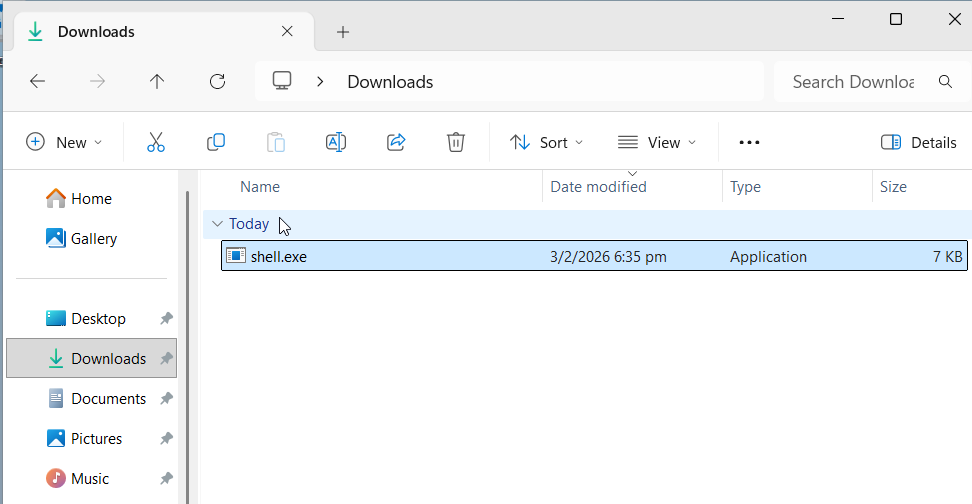 Downloads
Downloads
Search Downloa
New
Sort
View
Details
Name Date modified Type Size
Home
Gallery
Today
shell.exe 3/2/2026 6:35 pm Application 7 KB
Desktop
Downloads
Documents
Pictures
Music